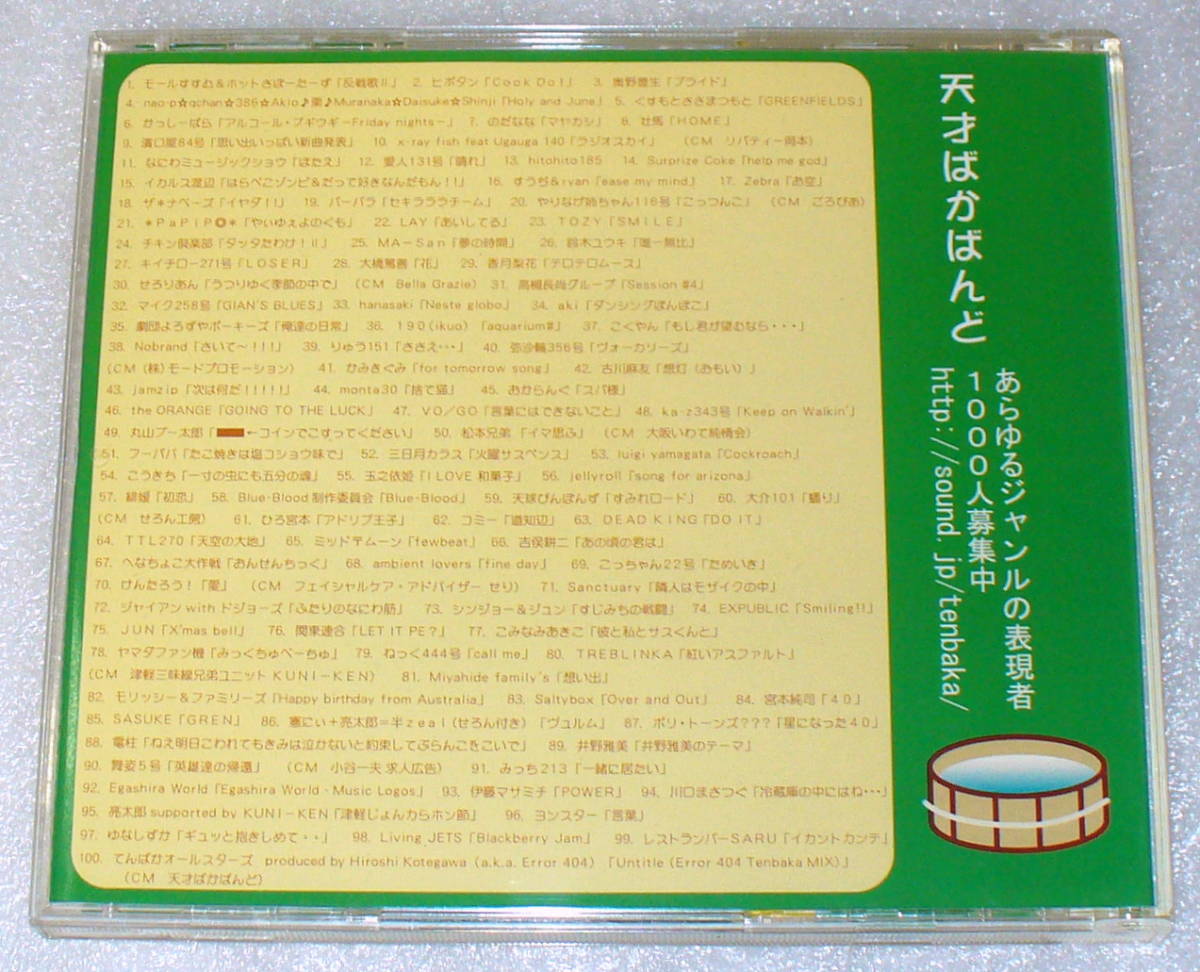 1. モールすずね&ホットさぽーたーず「反戦歌Ⅱ」 2. ヒポタン「Cook Do!」 3. 奥野豊生「プライド」
4. nao-p☆qchan☆386☆Akio♪栗♪Muranaka☆Daisuke☆Shinji「Holy and June」 5. くすもとささまつもと「GREENFIELDS」
6. かっしーばら「アルコール・ブギウギーFriday nights－」 7. のだなな「マヤカシ」 8. 壮馬「HOME」
9. 濱口屋84号「思い出いっぱい新曲発表」 10. x-ray fish feat Ugauga 140「ラジオスカイ」 (CM リバティー岡本)
11. なにわミュージックショウ「ほたえ」 12. 愛人131号「晴れ」 13. hitohito185 14. Surprize Coke「help me god」
15. イカルス渡辺「はらぺこゾンビ&だって好きなんだもん!!」 16. すうぢ&ryan「ease my mind」 17. Zebra「お空」
18. ザ*ナベーズ「イヤダ!!」 19. バーバラ「セキララチーム」 20. やりなげ姉ちゃん116号「こっつんこ」 (CM ごろぴあ)
21. *PaPiP✪*「やいゆぇよのくも」 22. LAY「あいしてる」 23. TOZY「SMILE」
24. チキン倶楽部「ダッタたわけ!Ⅱ」 25. MA-San「夢の時間」 26. 鈴木ユウキ「唯一無比」
27. キイチロー271号「LOSER」 28. 大橋篤善「花」 29. 香月梨花「テロテロムース」
30. せろりあん「うつりゆく季節の中で」 (CM Bella Grazie) 31. 高槻長尚グループ「Session #4」
32. マイク258号「GIAN'S BLUES」 33. hanasaki「Neste globo」 34. aki「ダンシングぽんぽこ」
35. 劇団よろずやポーキーズ「俺達の日常」 36. 190(ikuo)「aquarium#」 37. こくやん「もし君が望むなら・・・」
38. Nobrand「さいて～!!!」 39. りゅう151「ささえ・・・」 40. 弥沙輪356号「ヴォーカリーズ」
(CM (株)モードプロモーション) 41. かみきぐみ「for tomorrow song」 42. 古川麻友「想灯(おもい)」
43. jamzip「次は何だ!!!!!」 44. monta30「捨て猫」 45. あからんぐ「スパ様」
46. the ORANGE「GOING TO THE LUCK」 47. VO/GO「言葉にはできないこと」 48. ka-z343号「Keep on Walkin'」
49. 丸山ブー太郎「■■←コインでこすってください」 50. 松本兄弟「イマ思ふ」 (CM 大阪いわて純情会)
51. フーババ「たこ焼きは塩コショウ味で」 52. 三日月カラス「火曜サスペンス」 53. luigi yamagata「Cockroach」
54. こうきち「一寸の虫にも五分の魂」 55. 玉之依姫「I LOVE 和菓子」 56. jellyroll「song for arizona」
57. 緋媛「初恋」 58. Blue-Blood制作委員会「Blue-Blood」 59. 天球ぴんぽんず「すみれロード」 60. 大介101「蟠り」
(CM せろん工房) 61. ひろ宮本「アドリブ王子」 62. コミー「道知辺」 63. DEAD KING「DO IT」
64. TTL270「天空の大地」 65. ミッド〒ムーン「fewbeat」 66. 吉俣耕二「あの頃の君は」
67. へなちょこ大作戦「おんせんちっく」 68. ambient lovers「fine day」 69. こっちゃん22号「ためいき」
70. けんたろう!「愛」 (CM フェイシャルケア・アドバイザー せり) 71. Sanctuary「隣人はモザイクの中」
72. ジャイアン with ドジョーズ「ふたりのなにわ筋」 73. シンジョー&ジュン「すじみちの戦闘」 74. EXPUBLIC「Smiling!!」
75. JUN「X'mas bell」 76. 関東連合「LET IT PE?」 77. こみなみあきこ「彼と私とサスくんと」
78. ヤマダファン機「みっくちゅべーちゅ」 79. ねっく444号「call me」 80. TREBLINKA「紅いアスファルト」
(CM 津軽三味線兄弟ユニットKUNI-KEN) 81. Miyahide family's「想い出」
82. モリッシー&ファミリーズ「Happy birthday from Australia」 83. Saltybox「Over and Out」 84. 宮本純司「40」
85. SASUKE「GREN」 86. 憲にぃ+亮太郎=半zeal(せろん付き)「ヴュルム」 87. ポリ・トーンズ???「星になった40」
88. 電柱「ねえ明日こわれてもきみは泣かないと約束してぶらんこをこいで」 89. 井野雅美「井野雅美のテーマ」
90. 舞姿5号「英雄達の帰還」 (CM 小谷一夫 求人広告) 91. みっち213「一緒に居たい」
92. Egashira World「Egashira World - Music Logos」 93. 伊藤マサミチ「POWER」 94. 川口まさつぐ「冷蔵庫の中にはね・・・」
95. 亮太郎 supported by KUNI-KEN「津軽じょんからホン節」 96. ヨンスター「言葉」
97. ゆなしずか「ギュッと抱きしめて・・」 98. Living JETS「Blackberry Jam」 99. レストランバーSARU「イカントカンテ」
100. てんばかオールスターズ produced by Hiroshi Kotegawa (a.k.a. Error 404)「Untitle (Error 404 Tenbaka MIX)」
(CM 天才ばかばんど)
天才ばかばんど
あらゆるジャンルの表現者
1000人募集中
http://sound.jp/tenbaka/